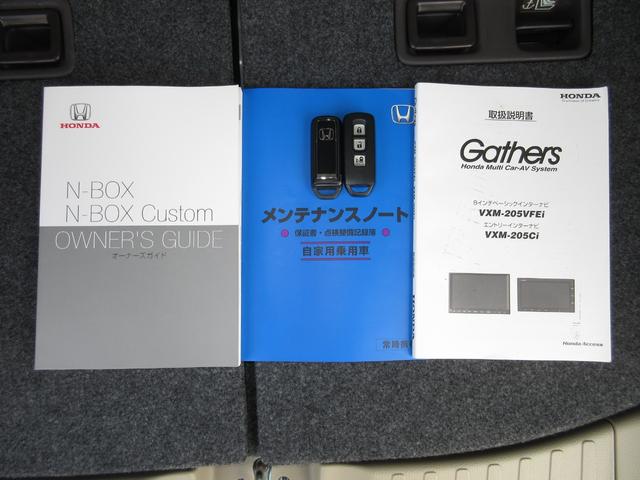 HONDA
N-BOX
N-BOX Custom
OWNER'S GUIDE
オーナーズガイド
メンテナンスノート
保証書・点検整備記録簿
自家用乗用車
常時携
HONDA
取扱説明書
Gathers
Honda Multi Car-AV System
8インチベーシックインターナビ
VXM-205VFEi
エントリーインターナビ
VXM-205Ci
Honda Access